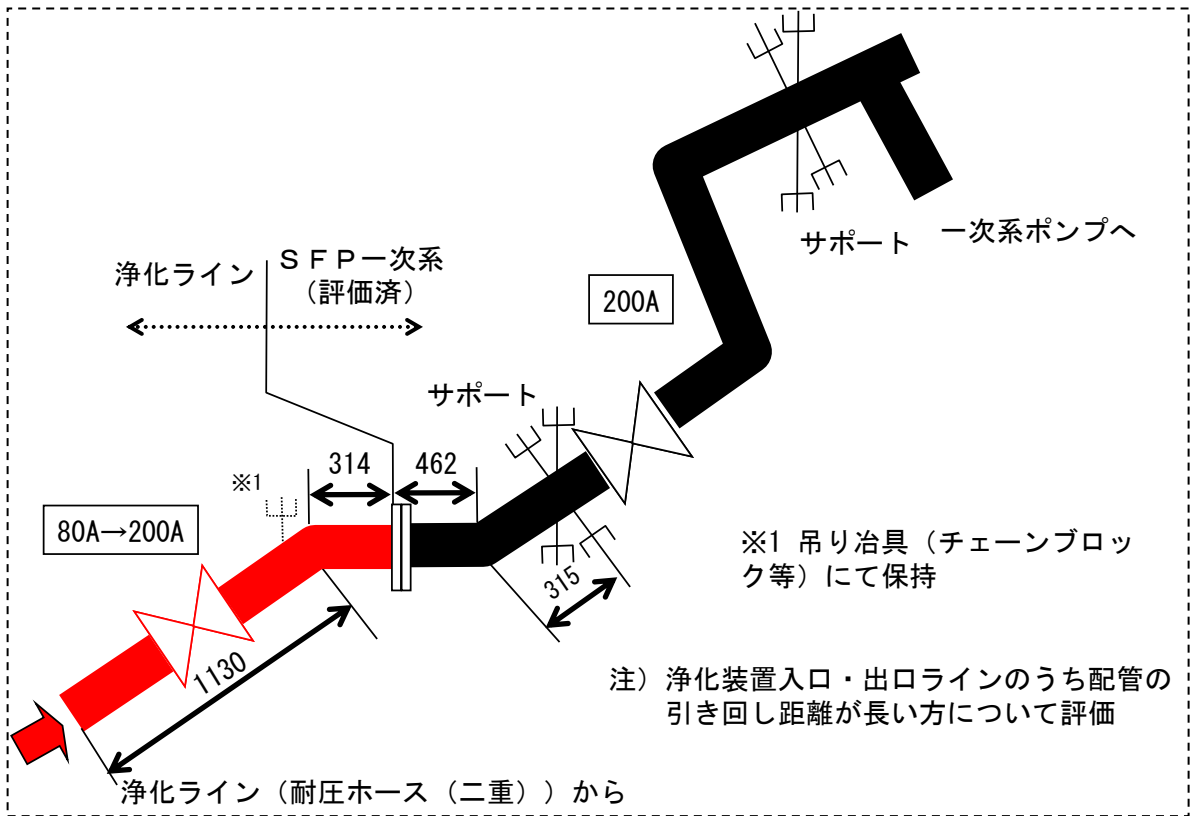 サポート
一次系ポンプへ
浄化ライン
ＳＦＰ一次系
（評価済）
200A
サポート
※1
314
462
80A→200A
315
1130
※1 吊り冶具（チェーンブロッ
ク等）にて保持
注）浄化装置入口・出口ラインのうち配管の
引き回し距離が長い方について評価
浄化ライン（耐圧ホース（二重））から